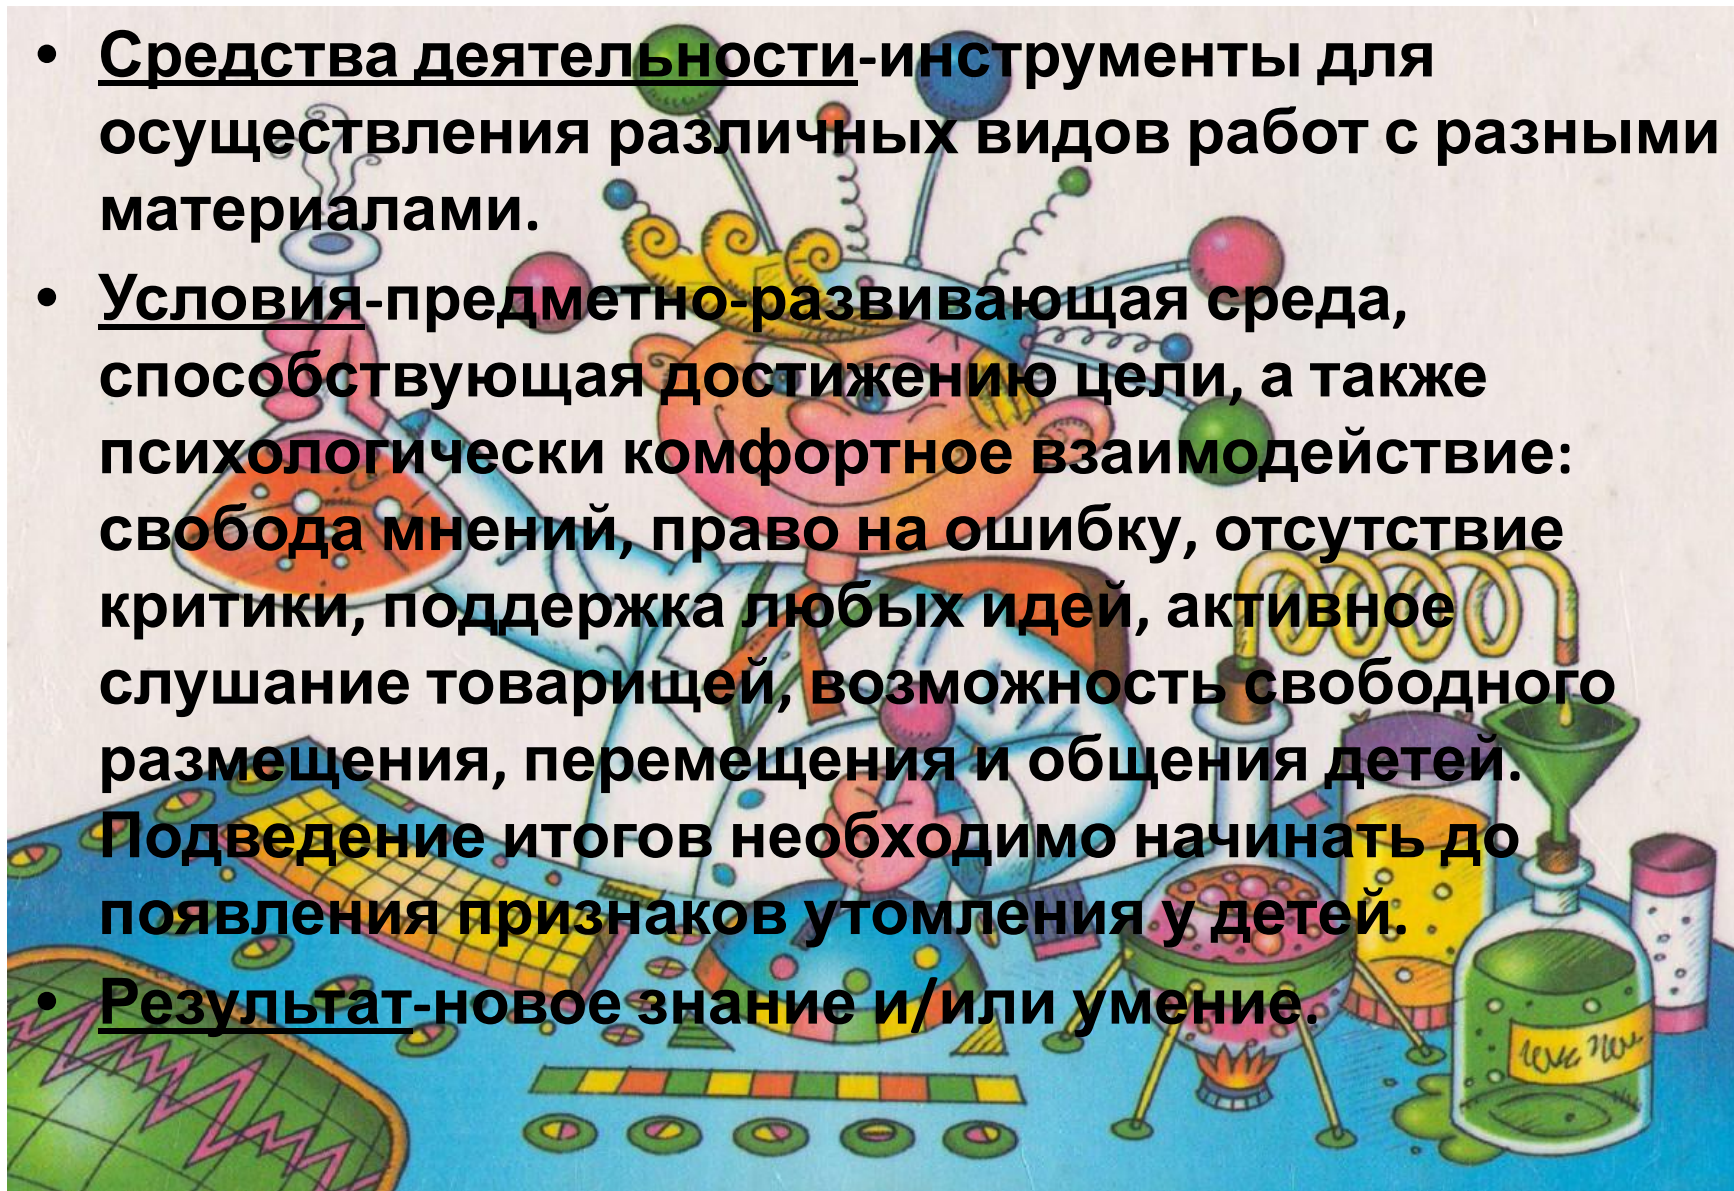 • Средства деятельности-инструменты для
осуществления различных видов работ с разными
материалами.
• Условия-предметно-развивающая среда,
способствующая достижению цели, а также
психологически комфортное взаимодействие:
свобода мнений, право на ошибку, отсутствие
критики, поддержка любых идей, активное
слушание товарищей, возможность свободного
размещения, перемещения и общения детей.
Подведение итогов необходимо начинать до
появления признаков утомления у детей.
• Результат-новое знание и/или умение.